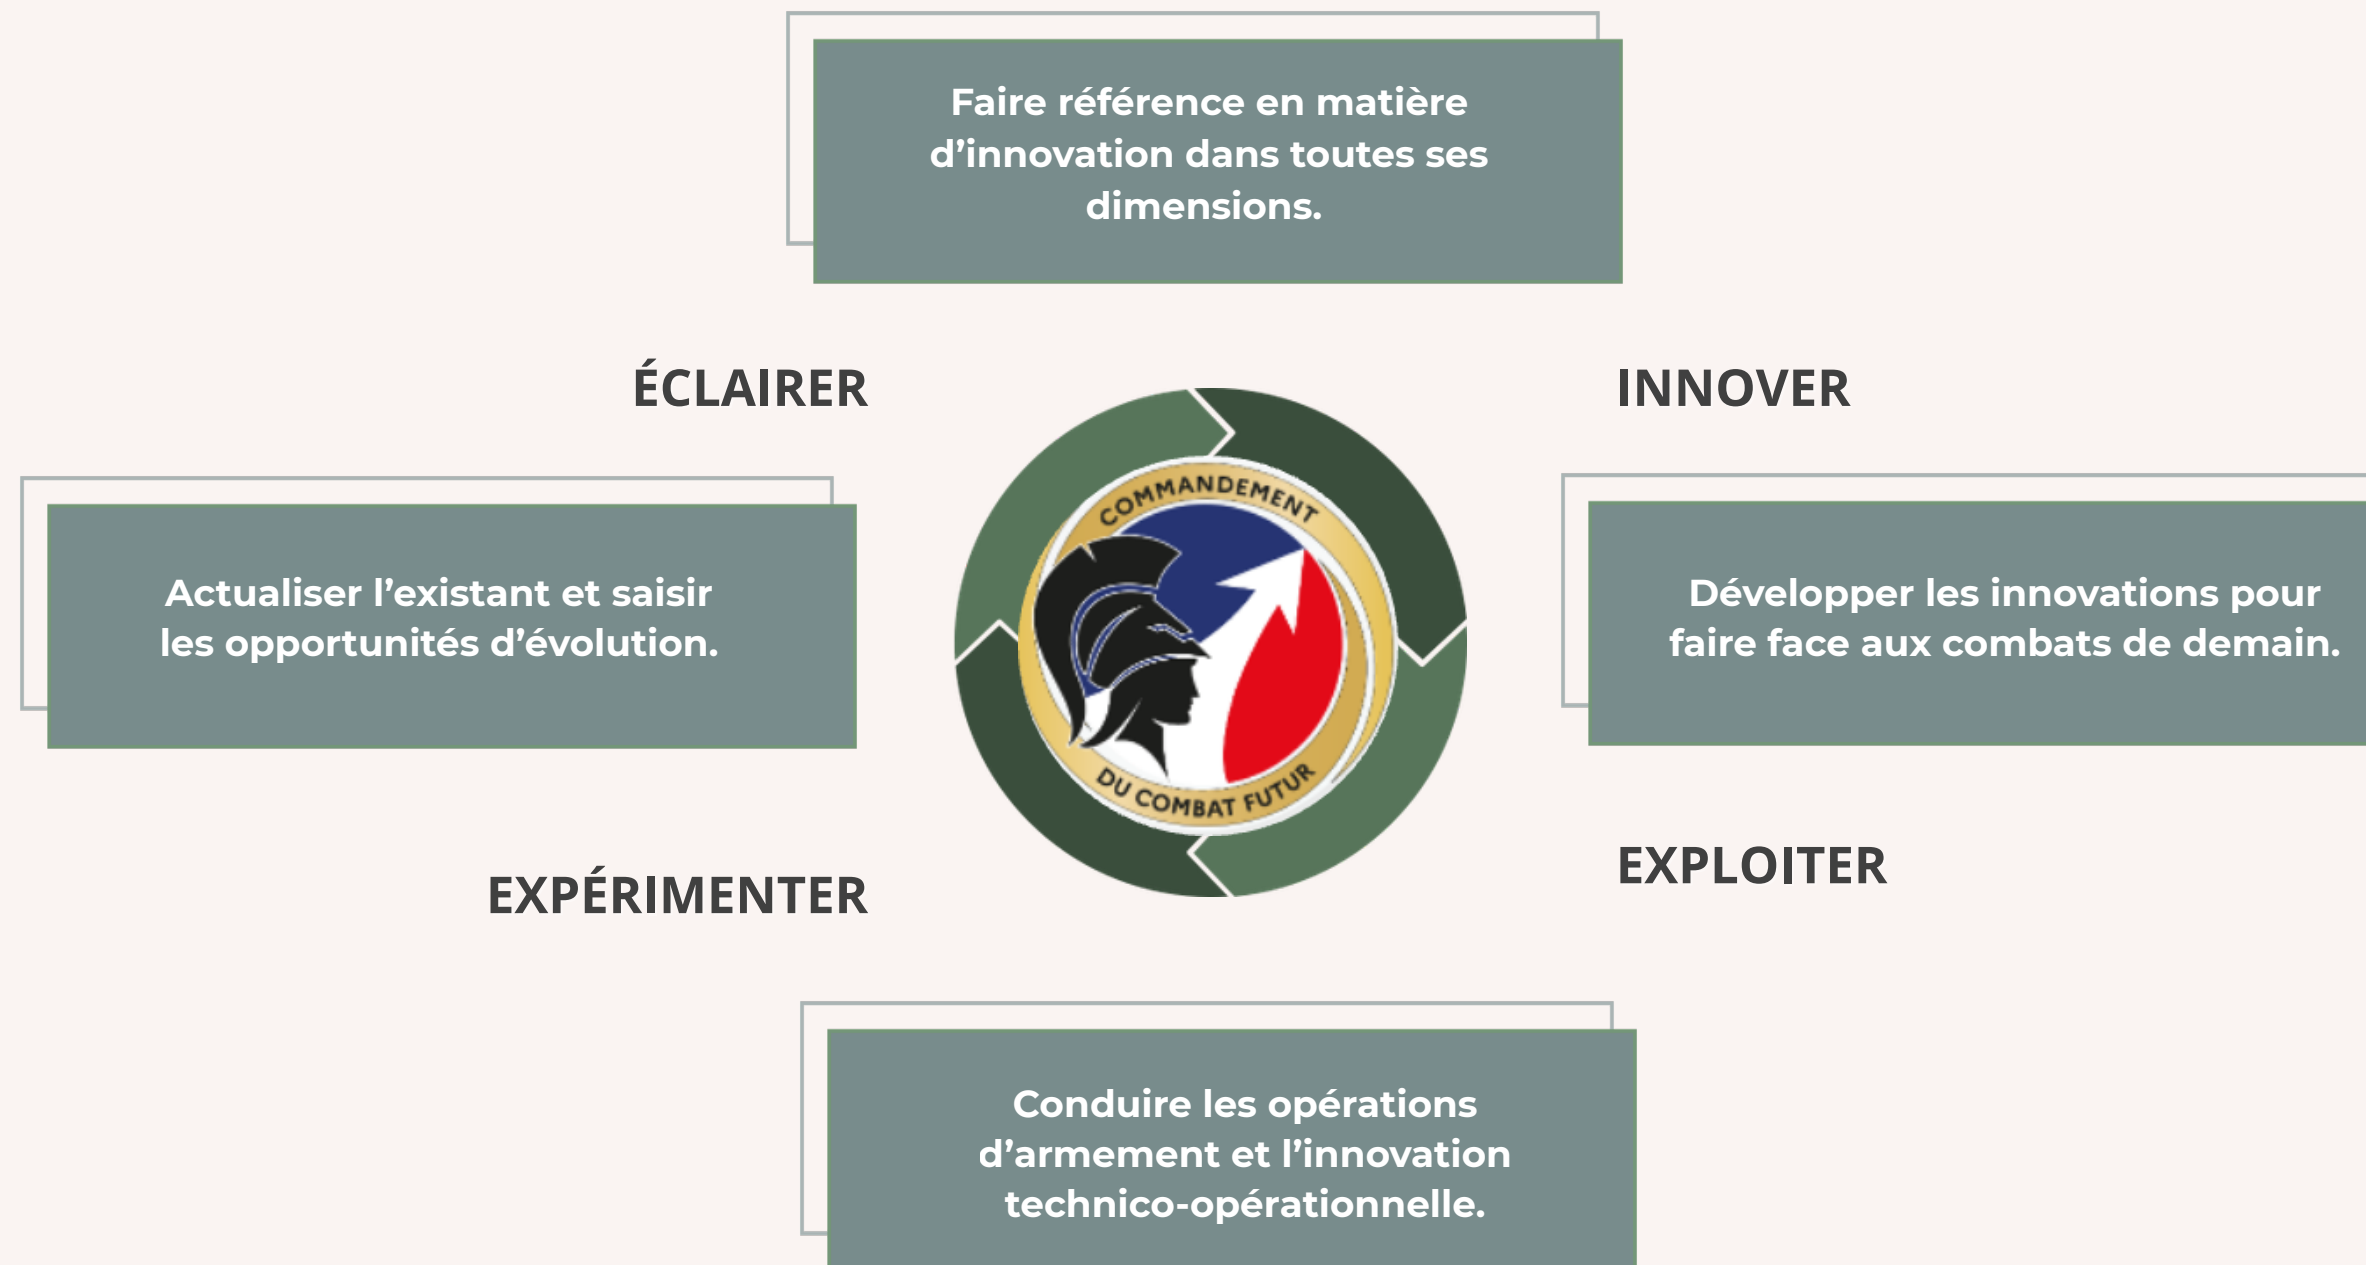 Faire référence en matière
d’innovation dans toutes ses
dimensions.
ÉCLAIRER
INNOVER
COMMANDEMENT
DU COMBAT FUTUR
Actualiser l’existant et saisir
les opportunités d’évolution.
Développer les innovations pour
faire face aux combats de demain.
EXPÉRIMENTER
EXPLOITER
Conduire les opérations
d’armement et l’innovation
technico-opérationnelle.